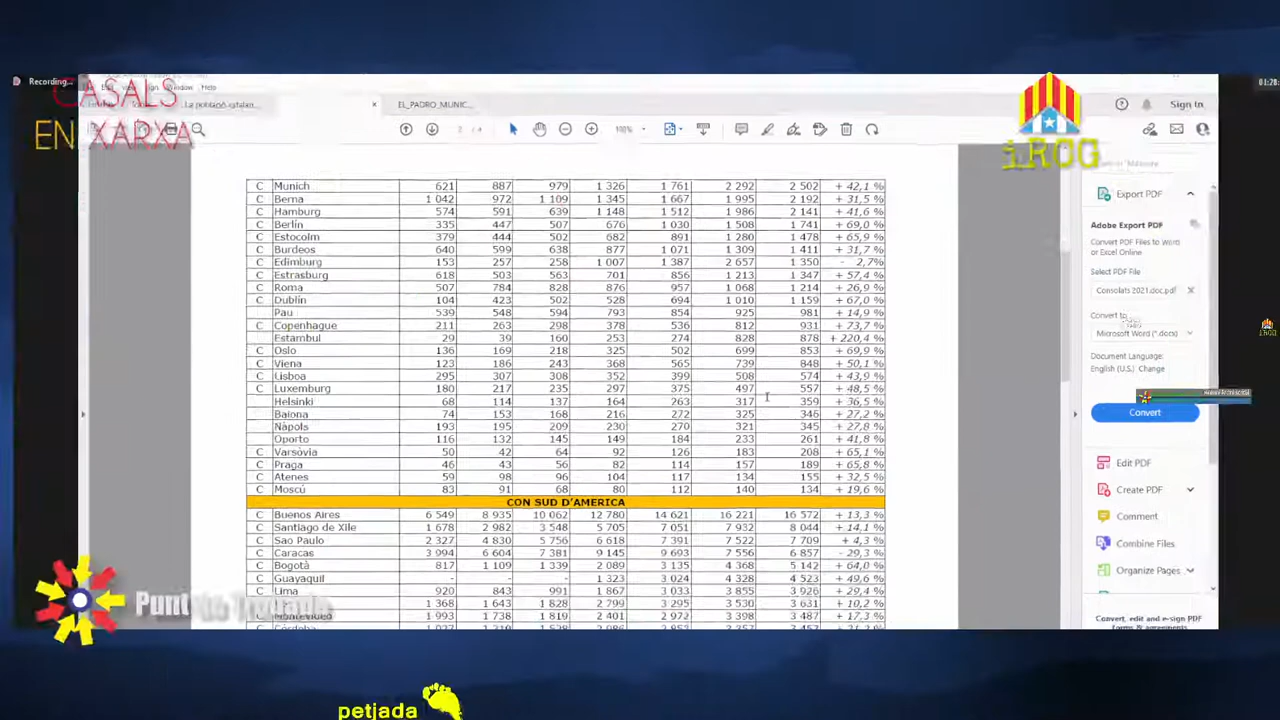 Recording...
01:28:
CASALS
EN XARXA
iROG
Window Help
La població catalan...
EL_PADRO_MUNIC...
Sign In
2 / 4
100%
C Munich 621 887 979 1 326 1 761 2 292 2 502 + 42,1 %
C Berna 1 042 972 1 109 1 345 1 667 1 995 2 192 + 31,5 %
C Hamburg 574 591 639 1 148 1 512 1 986 2 141 + 41,6 %
C Berlín 335 447 507 676 1 030 1 508 1 741 + 69,0 %
C Estocolm 379 444 502 682 891 1 280 1 478 + 65,9 %
C Burdeos 640 599 638 877 1 071 1 309 1 411 + 31,7 %
C Edimburg 153 257 258 1 007 1 387 2 657 1 350 - 2,7%
C Estrasburg 618 503 563 701 856 1 213 1 347 + 57,4 %
C Roma 507 784 828 876 957 1 068 1 214 + 26,9 %
C Dublín 104 423 502 528 694 1 010 1 159 + 67,0 %
Pau 539 548 594 793 854 925 981 + 14,9 %
C Copenhague 211 263 298 378 536 812 931 + 73,7 %
Estambul 29 39 160 253 274 828 878 + 220,4 %
C Oslo 136 169 218 325 502 699 853 + 69,9 %
C Viena 123 186 243 368 565 739 848 + 50,1 %
C Lisboa 295 307 308 352 399 508 574 + 43,9 %
C Luxemburg 180 217 235 297 375 497 557 + 48,5 %
Helsinki 68 114 137 164 263 317 359 + 36,5 %
Baiona 74 153 168 216 272 325 346 + 27,2 %
Nàpols 193 195 209 230 270 321 345 + 27,8 %
Oporto 116 132 145 149 184 233 261 + 41,8 %
C Varsòvia 50 42 64 92 126 183 208 + 65,1 %
C Praga 46 43 56 82 114 157 189 + 65,8 %
C Atenes 59 98 96 104 117 134 155 + 32,5 %
C Moscú 83 91 68 80 112 140 134 + 19,6 %
CON SUD D'AMERICA
C Buenos Aires 6 549 8 935 10 062 12 780 14 621 16 221 16 572 + 13,3 %
C Santiago de Xile 1 678 2 982 3 548 5 705 7 051 7 932 8 044 + 14,1 %
C Sao Paulo 2 327 4 830 5 756 6 618 7 391 7 522 7 709 + 4,3 %
C Caracas 3 994 6 604 7 381 9 145 9 693 7 556 6 857 - 29,3 %
C Bogotà 817 1 109 1 339 2 089 3 135 4 368 5 142 + 64,0 %
C Guayaquil - - - 1 323 3 024 4 328 4 523 + 49,6 %
C Lima 920 843 991 1 867 3 033 3 855 3 926 + 29,4 %
1 368 1 643 1 828 2 799 3 295 3 530 3 631 + 10,2 %
Montevideo 1 993 1 738 1 819 2 401 2 972 3 398 3 487 + 17,3 %
Export PDF
Adobe Export PDF
Convert PDF Files to Word
or Excel Online
Select PDF File
Consolats 2021.doc.pdf
Convert to
Microsoft Word (*.docx)
Document Language:
English (U.S.) Change
Convert
Edit PDF
Create PDF
Comment
Combine Files
Organize Pages
Convert, edit and e-sign PDF
forms & agreements
Punt de Trobada
petjada